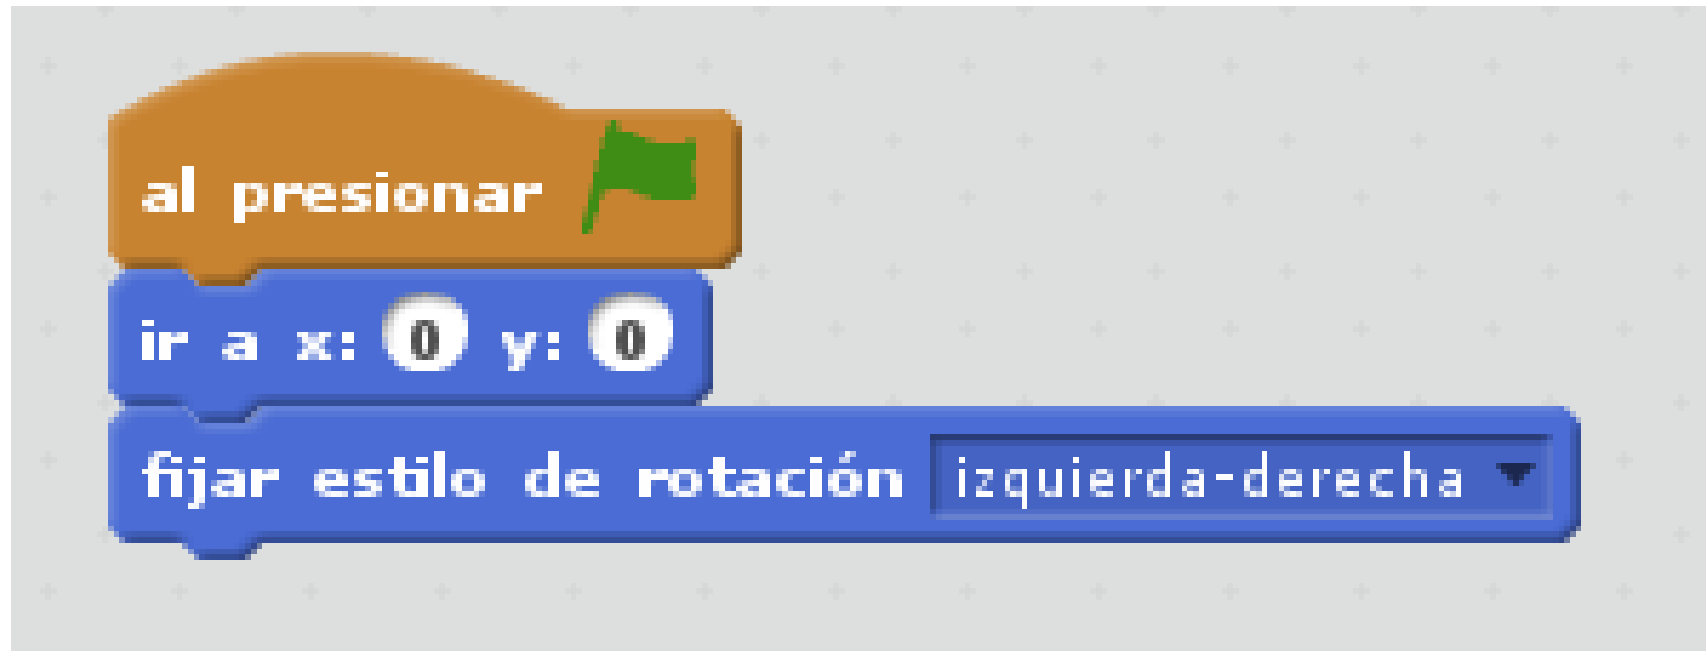 al presionar
ir a x: 0 y: 0
fijar estilo de rotación izquierda-derecha